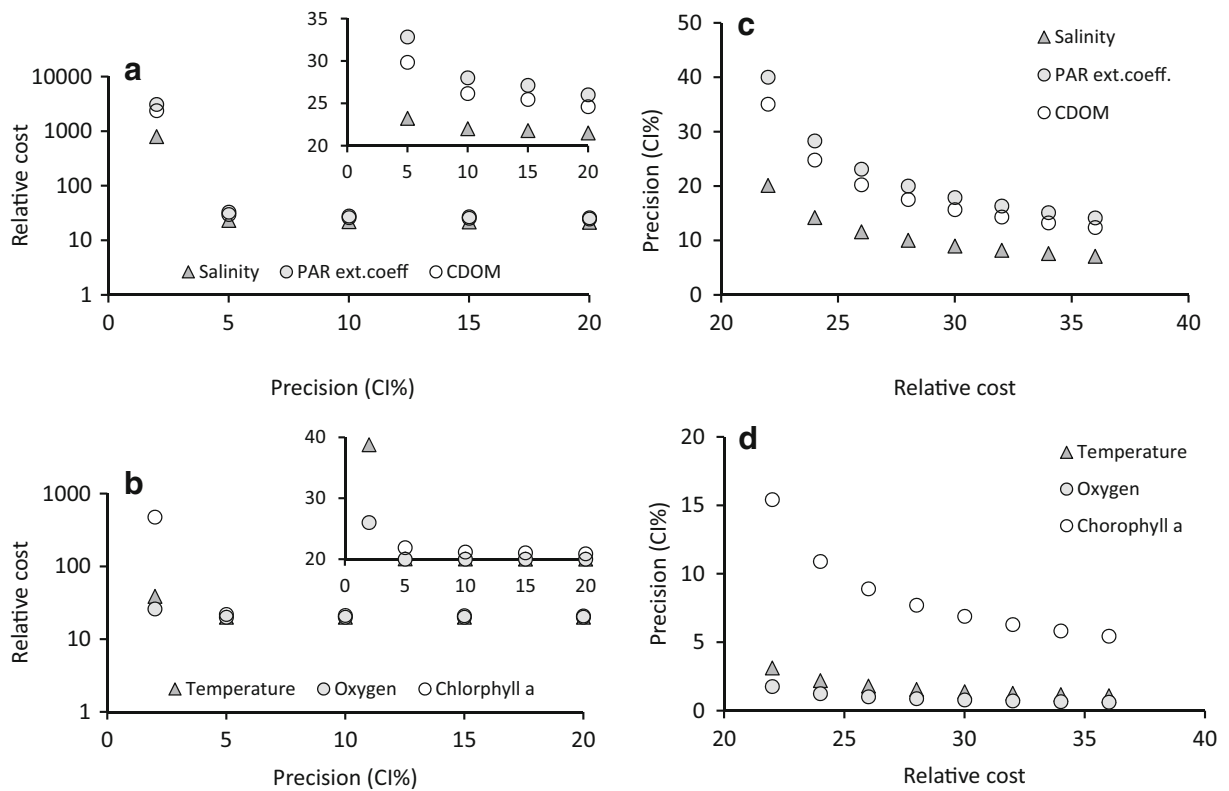 a
Relative cost
10000
1000
100
10
1
0
5
10
15
20
Precision (CI%)
Salinity
PAR ext.coeff
CDOM
35
30
25
20
0
5
10
15
20
c
Precision (CI%)
50
40
30
20
10
0
20
25
30
35
40
Relative cost
Salinity
PAR ext.coeff.
CDOM
b
Relative cost
1000
100
10
1
0
5
10
15
20
Precision (CI%)
Temperature
Oxygen
Chlorphyll a
40
30
20
0
5
10
15
20
d
Precision (CI%)
20
15
10
5
0
20
25
30
35
40
Relative cost
Temperature
Oxygen
Chorophyll a